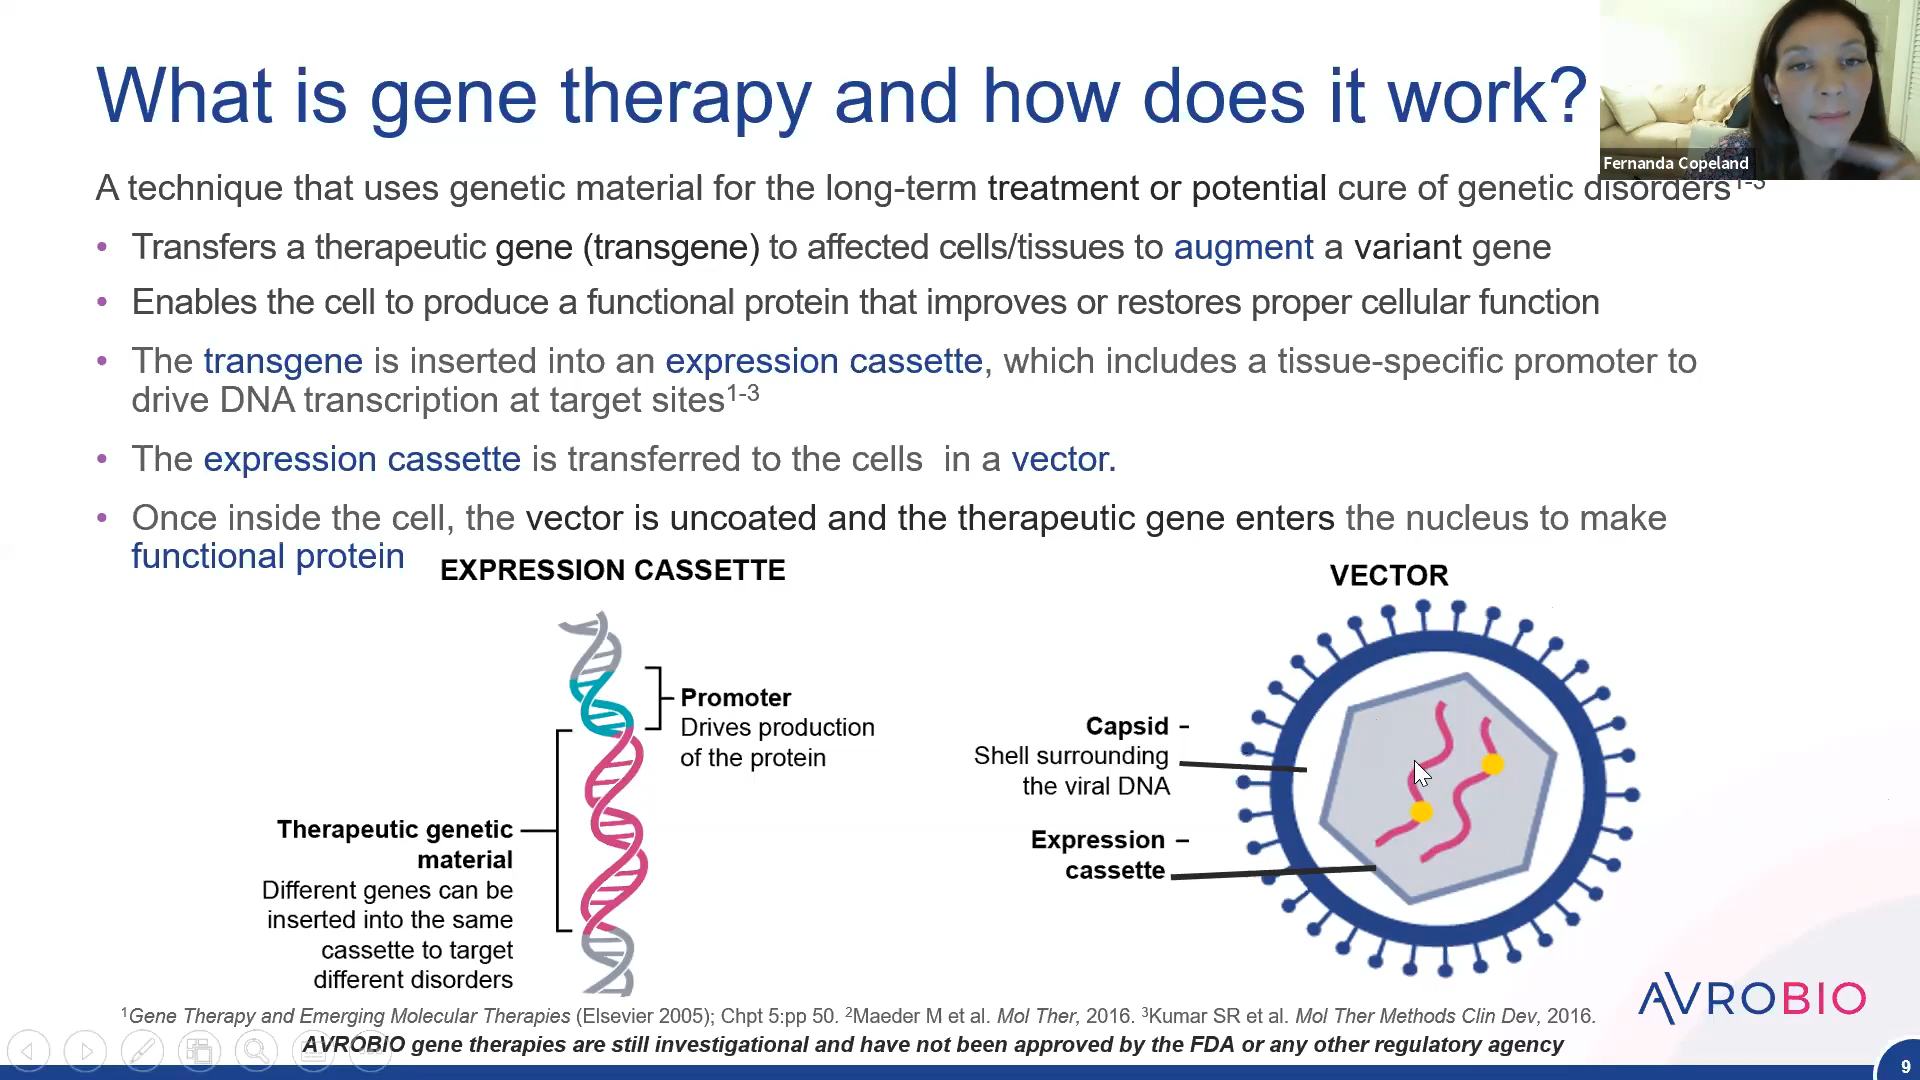 What is gene therapy and how does it work?
Fernanda Copeland
A technique that uses genetic material for the long-term treatment or potential cure of genetic disorders1-3
• Transfers a therapeutic gene (transgene) to affected cells/tissues to augment a variant gene
• Enables the cell to produce a functional protein that improves or restores proper cellular function
• The transgene is inserted into an expression cassette, which includes a tissue-specific promoter to
drive DNA transcription at target sites1-3
• The expression cassette is transferred to the cells  in a vector.
• Once inside the cell, the vector is uncoated and the therapeutic gene enters the nucleus to make
functional protein
EXPRESSION CASSETTE
Promoter
Drives production
of the protein
Therapeutic genetic
material
Different genes can be
inserted into the same
cassette to target
different disorders
VECTOR
Capsid –
Shell surrounding
the viral DNA
Expression –
cassette
AVROBIO
1Gene Therapy and Emerging Molecular Therapies (Elsevier 2005); Chpt 5:pp 50. 2Maeder M et al. Mol Ther, 2016. 3Kumar SR et al. Mol Ther Methods Clin Dev, 2016.
AVROBIO gene therapies are still investigational and have not been approved by the FDA or any other regulatory agency
9